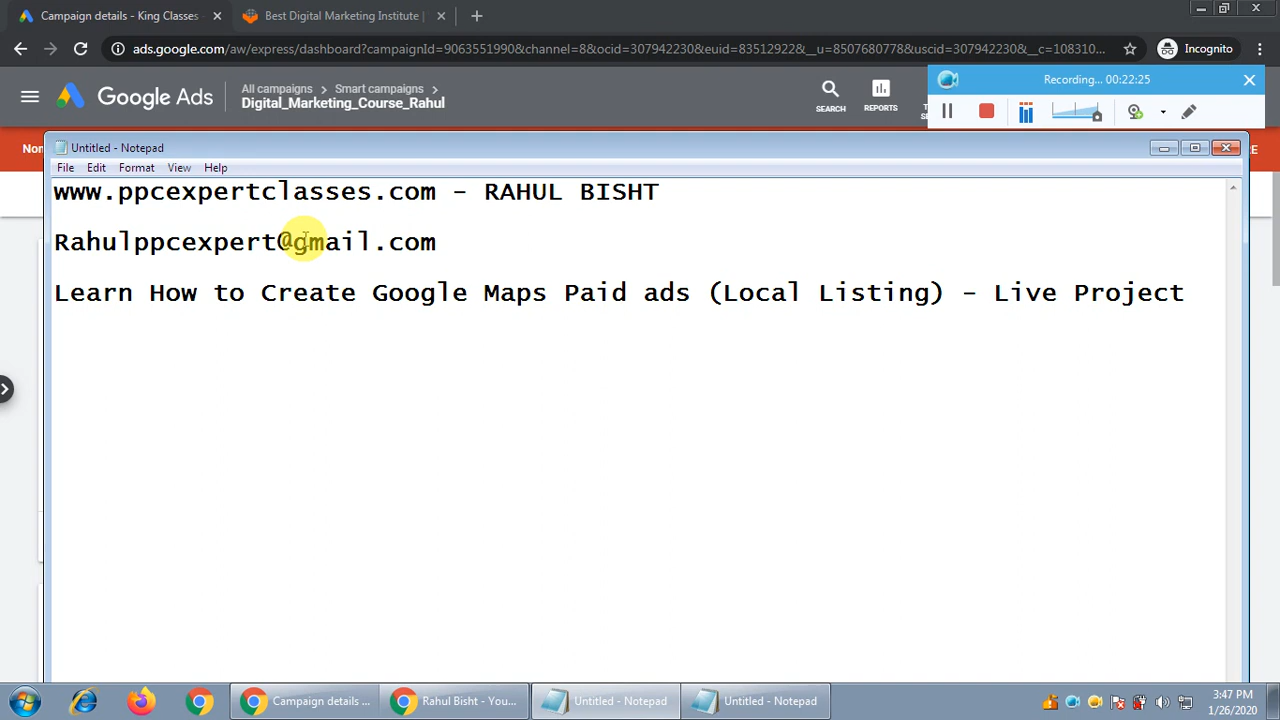 Campaign details - King Classes
Best Digital Marketing Institute |
ads.google.com/aw/express/dashboard?campaignId=9063551990&channel=8&ocid=307942230&euid=83512922&__u=8507680778&uscid=307942230&__c=108310...
Incognito
Google Ads
All campaigns
Smart campaigns
Digital_Marketing_Course_Rahul
SEARCH
REPORTS
Recording... 00:22:25
Untitled - Notepad
File Edit Format View Help
www.ppcexpertclasses.com - RAHUL BISHT
Rahulppcexpert@gmail.com
Learn How to Create Google Maps Paid ads (Local Listing) - Live Project
Campaign details ...
Rahul Bisht - You...
Untitled - Notepad
Untitled - Notepad
3:47 PM
1/26/2020